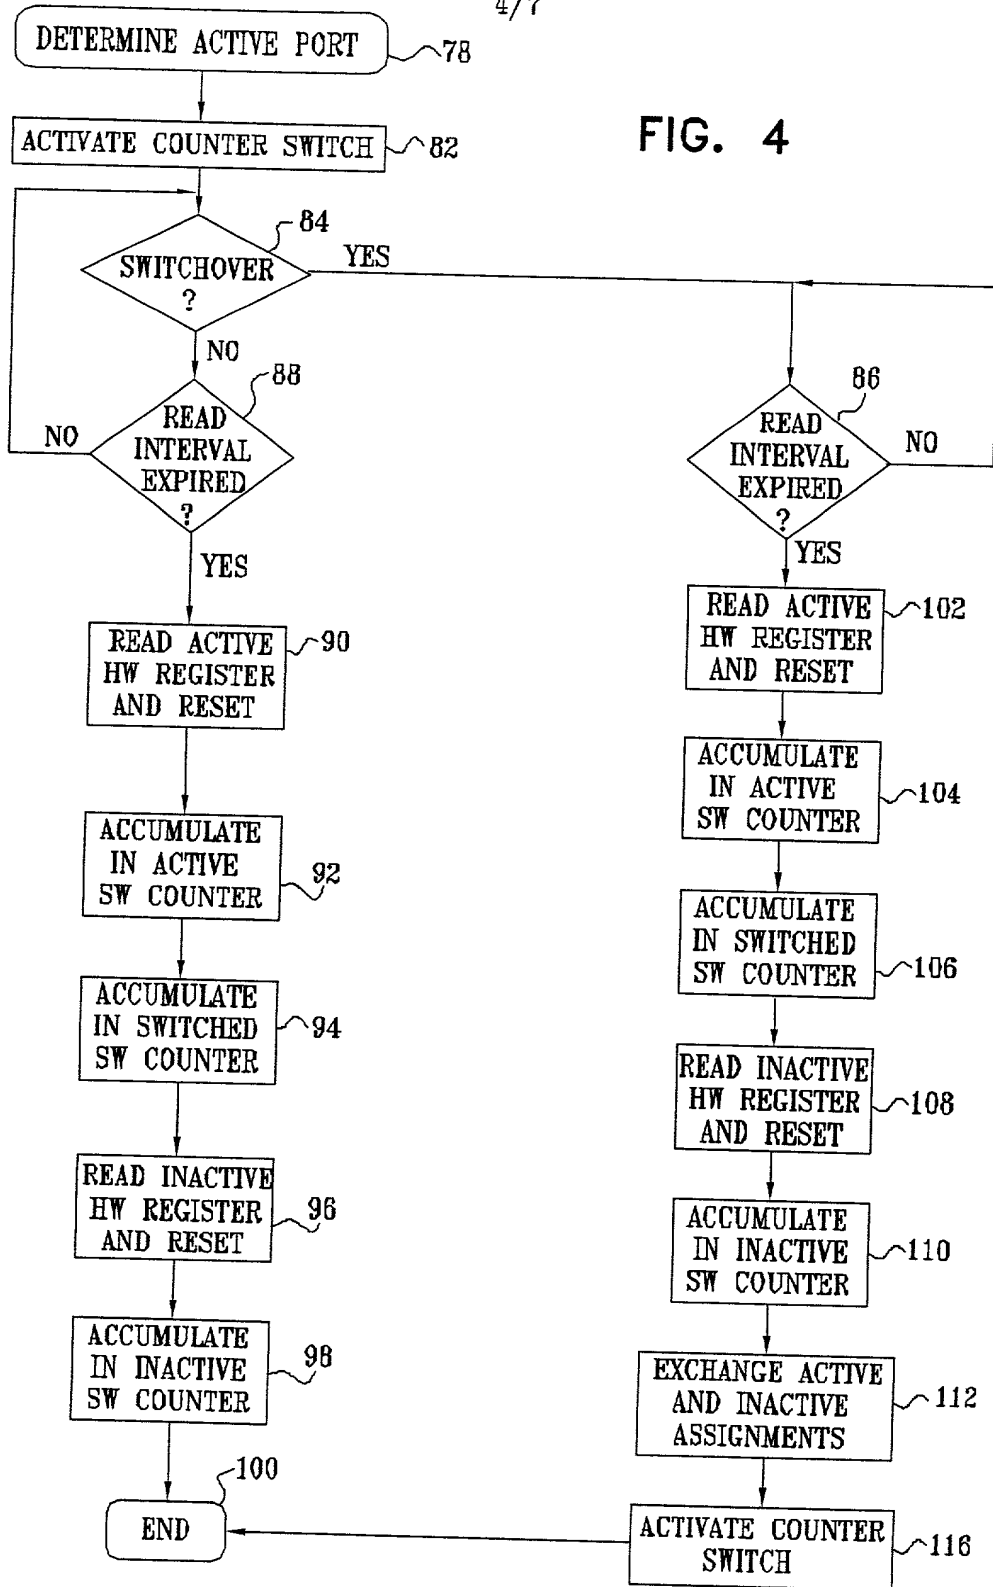 4/7
DETERMINE ACTIVE PORT
78
FIG. 4
ACTIVATE COUNTER SWITCH
82
84
SWITCHOVER
?
YES
NO
88
READ
INTERVAL
EXPIRED
?
NO
YES
86
READ
INTERVAL
EXPIRED
?
NO
YES
READ ACTIVE
HW REGISTER
AND RESET
90
ACCUMULATE
IN ACTIVE
SW COUNTER
92
ACCUMULATE
IN SWITCHED
SW COUNTER
94
READ INACTIVE
HW REGISTER
AND RESET
96
ACCUMULATE
IN INACTIVE
SW COUNTER
98
100
END
READ ACTIVE
HW REGISTER
AND RESET
102
ACCUMULATE
IN ACTIVE
SW COUNTER
104
ACCUMULATE
IN SWITCHED
SW COUNTER
106
READ INACTIVE
HW REGISTER
AND RESET
108
ACCUMULATE
IN INACTIVE
SW COUNTER
110
EXCHANGE ACTIVE
AND INACTIVE
ASSIGNMENTS
112
ACTIVATE COUNTER
SWITCH
116